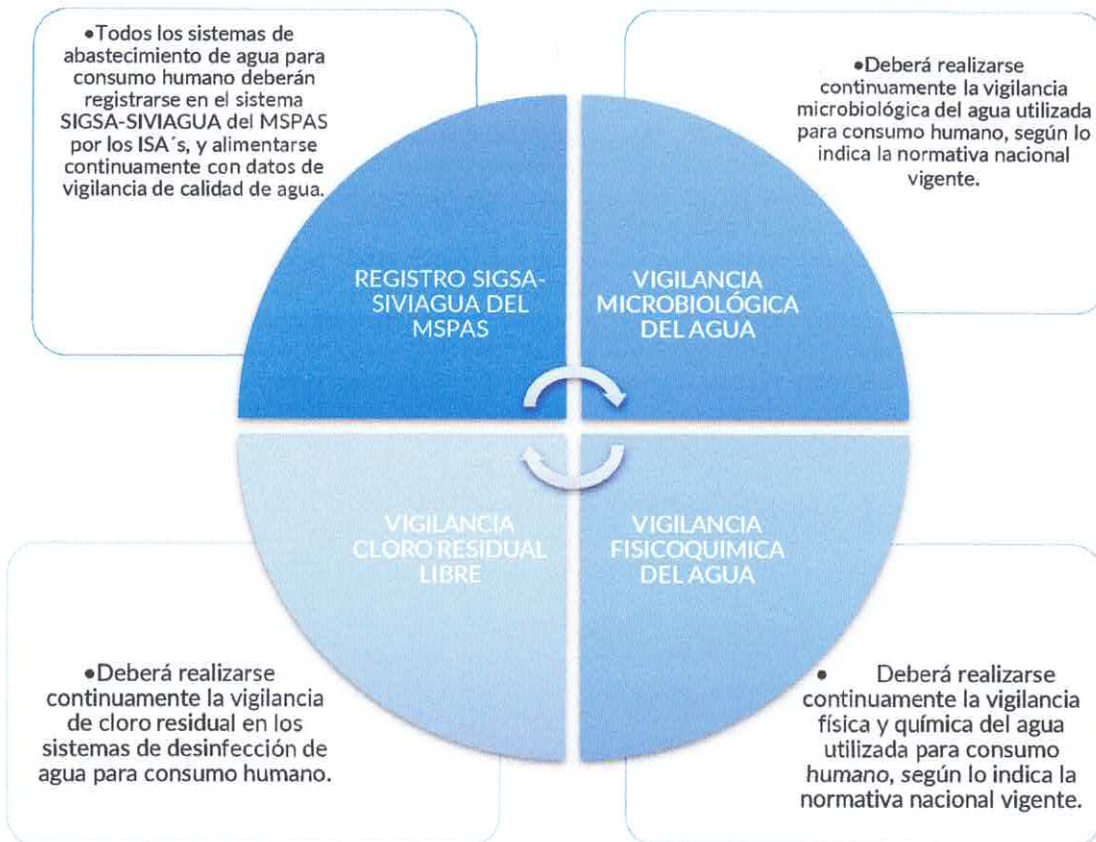 •Todos los sistemas de
abastecimiento de agua para
consumo humano deberán
registrarse en el sistema
SIGSA-SIVIAGUA del MSPAS
por los ISA´s, y alimentarse
continuamente con datos de
vigilancia de calidad de agua.
•Deberá realizarse
continuamente la vigilancia
microbiológica del agua utilizada
para consumo humano, según lo
indica la normativa nacional
vigente.
REGISTRO SIGSA-
SIVIAGUA DEL
MSPAS
VIGILANCIA
MICROBIOLÓGICA
DEL AGUA
VIGILANCIA
CLORO RESIDUAL
LIBRE
VIGILANCIA
FISICOQUIMICA
DEL AGUA
•Deberá realizarse
continuamente la vigilancia
de cloro residual en los
sistemas de desinfección de
agua para consumo humano.
• Deberá realizarse
continuamente la vigilancia
física y química del agua
utilizada para consumo
humano, según lo indica la
normativa nacional vigente.